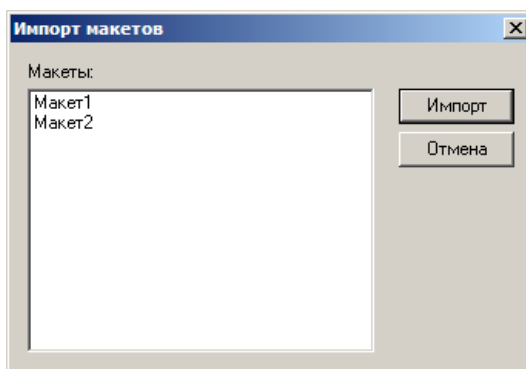 Импорт макетов
Макеты:
Макет1
Макет2
Импорт
Отмена